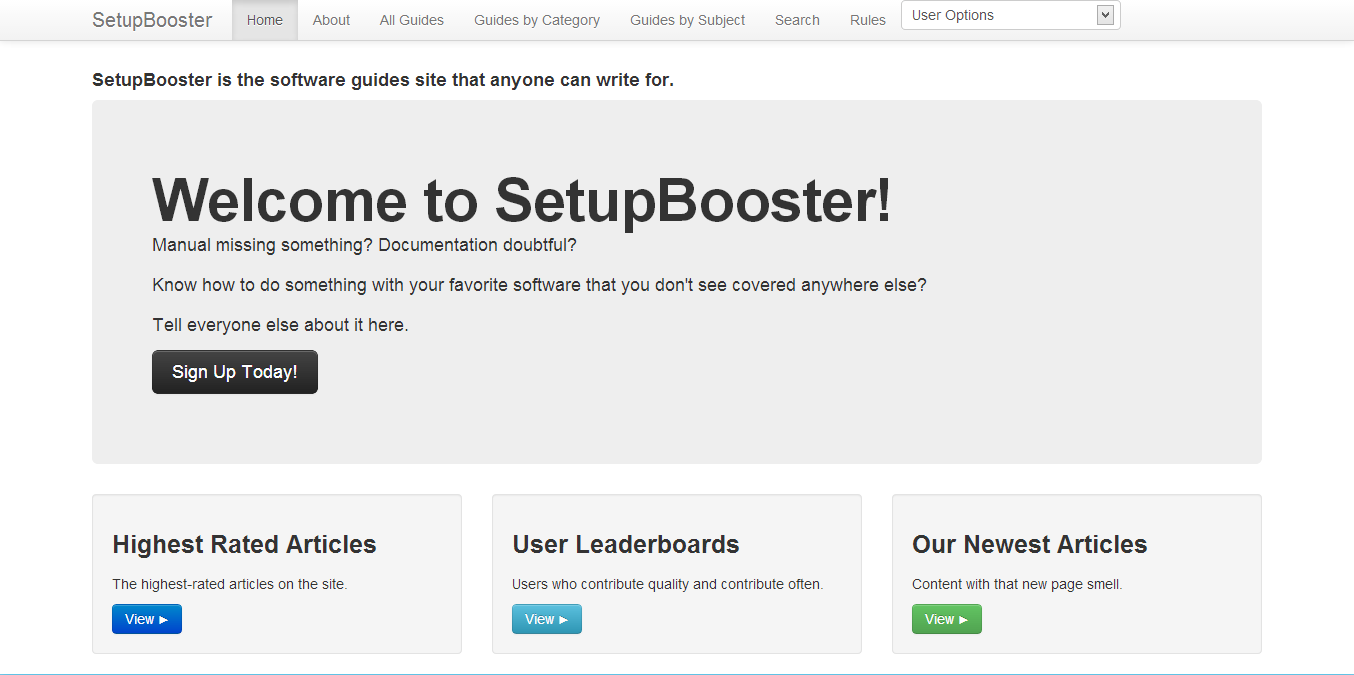 SetupBooster Home About All Guides Guides by Category Guides by Subject Search Rules User Options
SetupBooster is the software guides site that anyone can write for.
Welcome to SetupBooster!
Manual missing something? Documentation doubtful?
Know how to do something with your favorite software that you don't see covered anywhere else?
Tell everyone else about it here.
Sign Up Today!
Highest Rated Articles
The highest-rated articles on the site.
View ►
User Leaderboards
Users who contribute quality and contribute often.
View ►
Our Newest Articles
Content with that new page smell.
View ►